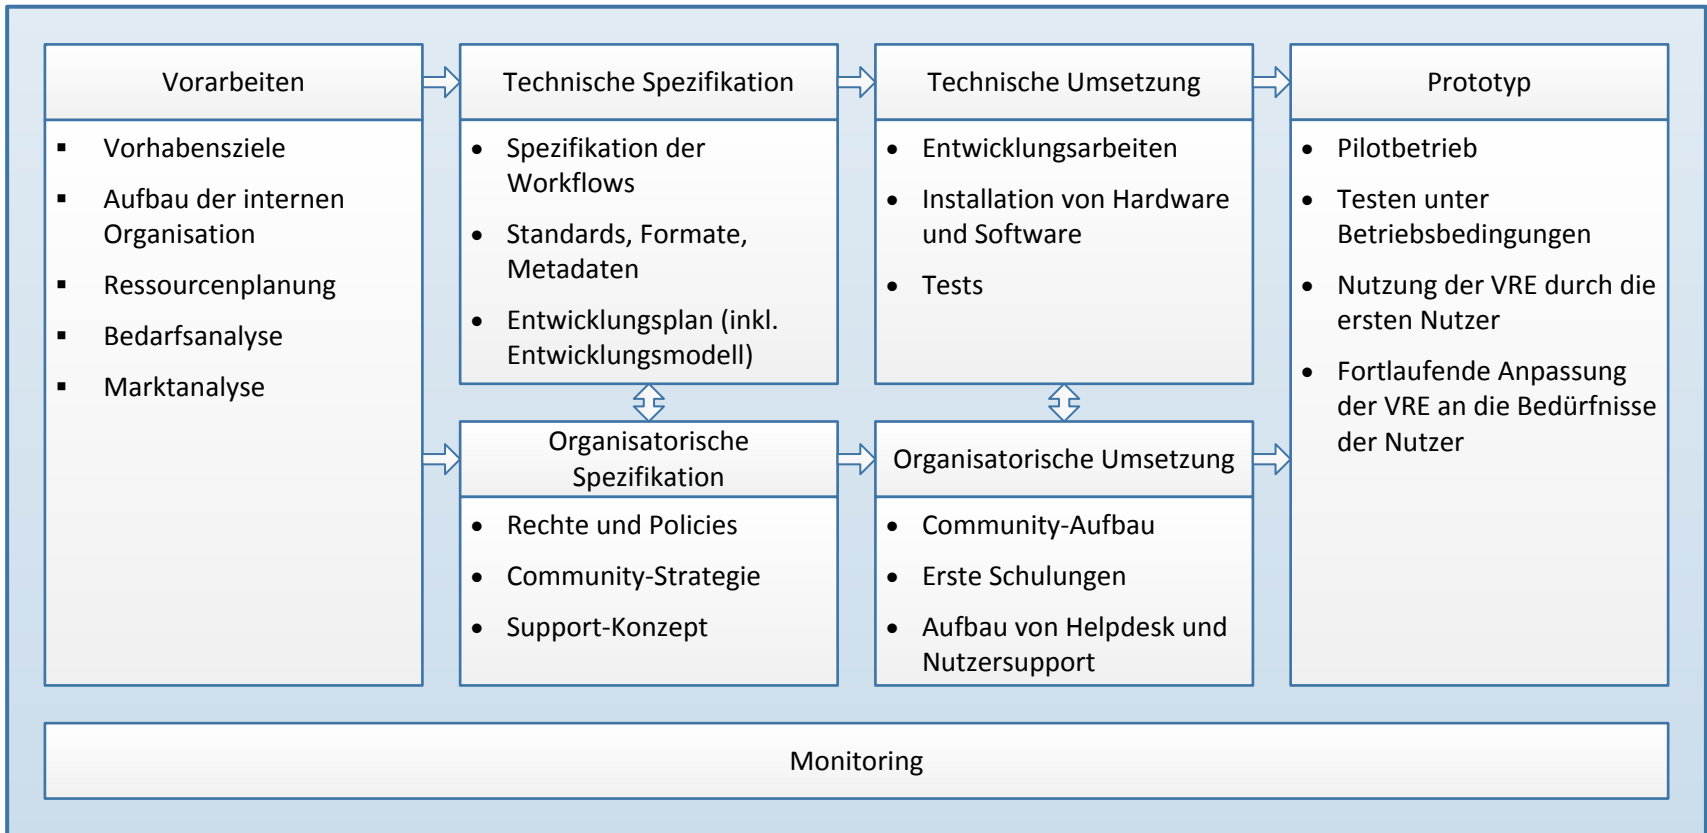 Vorarbeiten
Vorhabensziele
Aufbau der internen
Organisation
Ressourcenplanung
Bedarfsanalyse
Marktanalyse
Technische Spezifikation
Spezifikation der
Workflows
Standards, Formate,
Metadaten
Entwicklungsplan (inkl.
Entwicklungsmodell)
Organisatorische
Spezifikation
Rechte und Policies
Community-Strategie
Support-Konzept
Technische Umsetzung
Entwicklungsarbeiten
Installation von Hardware
und Software
Tests
Organisatorische Umsetzung
Community-Aufbau
Erste Schulungen
Aufbau von Helpdesk und
Nutzersupport
Prototyp
Pilotbetrieb
Testen unter
Betriebsbedingungen
Nutzung der VRE durch die
ersten Nutzer
Fortlaufende Anpassung
der VRE an die Bedürfnisse
der Nutzer
Monitoring